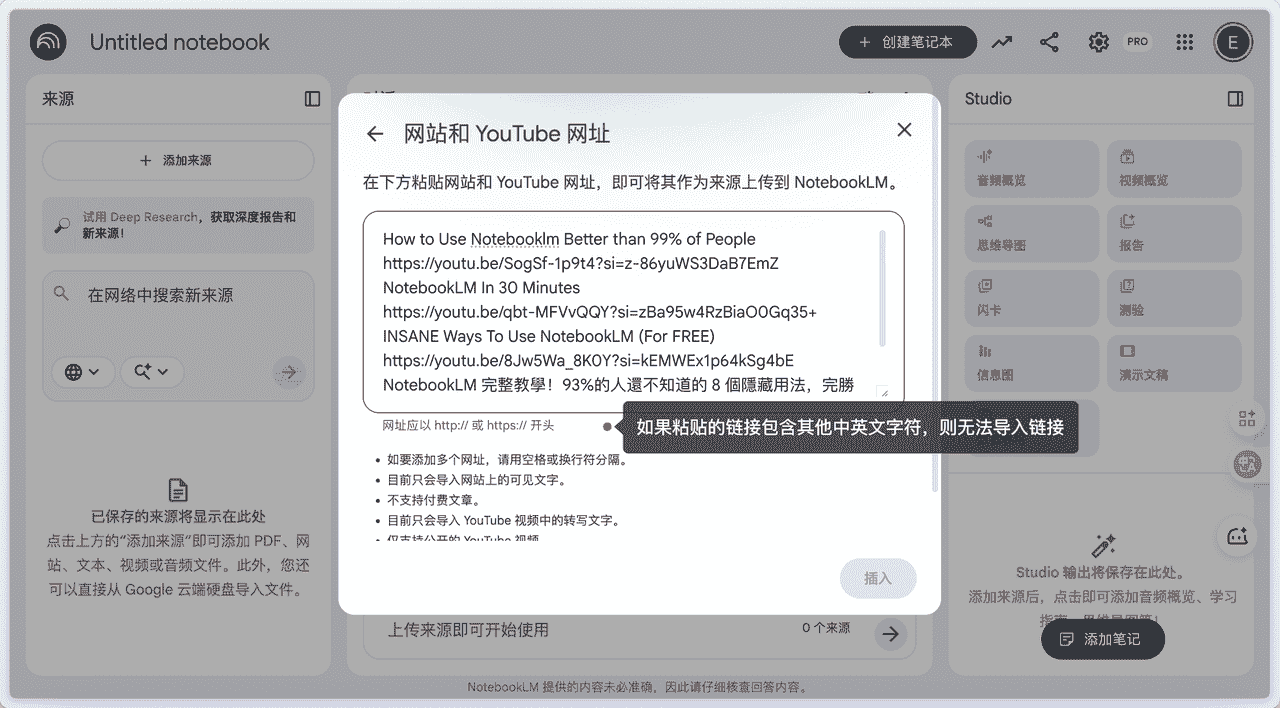 Untitled notebook
+ 创建笔记本
PRO
E
来源
+ 添加来源
试用 Deep Research，获取深度报告和
新来源！
在网络中搜索新来源
已保存的来源将显示在此处
点击上方的“添加来源”即可添加 PDF、网
站、文本、视频或音频文件。此外，您还
可以直接从 Google 云端硬盘导入文件。
网站和 YouTube 网址
在下方粘贴网站和 YouTube 网址，即可将其作为来源上传到 NotebookLM。
How to Use Notebooklm Better than 99% of People
https://youtu.be/SogSf-1p9t4?si=z-86yuWS3DaB7EmZ
NotebookLM In 30 Minutes
https://youtu.be/qbt-MFVvQQY?si=zBa95w4RzBiaO0Gq35+
INSANE Ways To Use NotebookLM (For FREE)
https://youtu.be/8Jw5Wa_8K0Y?si=kEMWEx1p64kSg4bE
NotebookLM 完整教學！93%的人還不知道的 8 個隱藏用法，完勝
网址应以 http:// 或 https:// 开头
如果粘贴的链接包含其他中英文字符，则无法导入链接
• 如要添加多个网址，请用空格或换行符分隔。
• 目前只会导入网站上的可见文字。
• 不支持付费文章。
• 目前只会导入 YouTube 视频中的转写文字。
• 仅支持公开的 YouTube 视频
插入
上传来源即可开始使用
0 个来源
NotebookLM 提供的内容未必准确，因此请仔细核查回答内容。
Studio
音频概览
视频概览
思维导图
报告
闪卡
测验
信息图
演示文稿
Studio 输出将保存在此处。
添加来源后，点击即可添加音频概览、学习
添加笔记